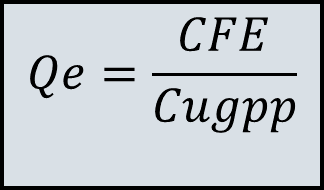 Qe = CFE / Cugpp